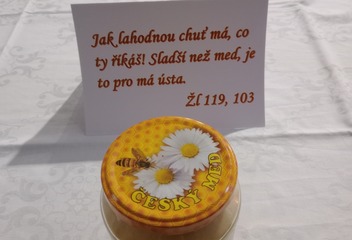 Jak lahodnou chuť má, co
ty říkáš! Sladší než med, je
to pro má ústa.
Žl 119, 103
ČESKÝ MED